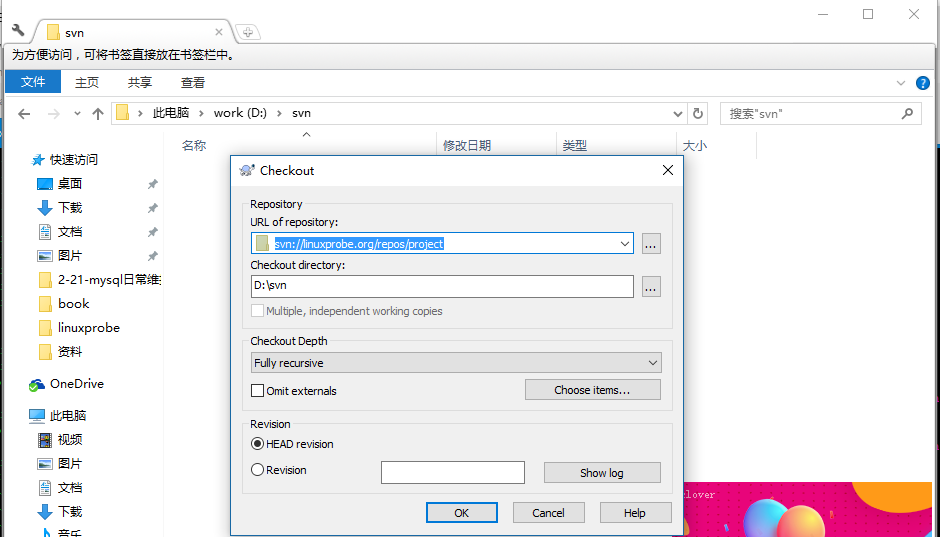 svn
为方便访问，可将书签直接放在书签栏中。
文件 主页 共享 查看
此电脑 work (D:) svn 搜索"svn"
名称 修改日期 类型 大小
快速访问
桌面
下载
文档
图片
2-21-mysql日常维
book
linuxprobe
资料
OneDrive
此电脑
视频
图片
文档
下载
音乐
Checkout
Repository
URL of repository:
svn://linuxprobe.org/repos/project
...
Checkout directory:
D:\svn
...
Multiple, independent working copies
Checkout Depth
Fully recursive
Omit externals Choose items...
Revision
HEAD revision
Revision Show log
OK Cancel Help
lover